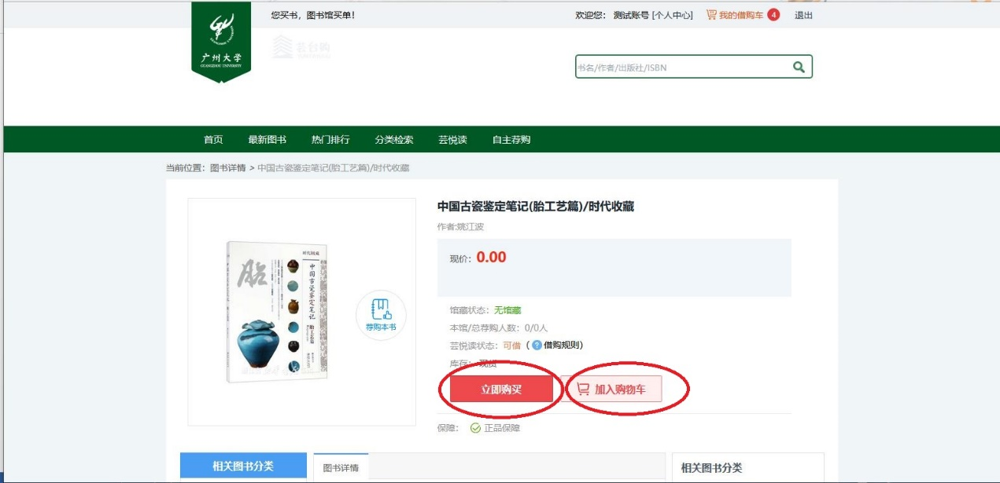 您买书，图书馆买单！
欢迎您： 测试账号 [个人中心] 我的借购车 4 退出
广州大学
GUANGZHOU UNIVERSITY
芸台购
书名/作者/出版社/ISBN
首页 最新图书 热门排行 分类检索 芸悦读 自主荐购
当前位置：图书详情 > 中国古瓷鉴定笔记(胎工艺篇)/时代收藏
中国古瓷鉴定笔记(胎工艺篇)/时代收藏
作者:姚江波
现价：0.00
时代收藏
胎
中国古瓷鉴定笔记
胎工艺篇
荐购本书
馆藏状态：无馆藏
本馆/总荐购人数：0/0人
芸悦读状态：可借 ( ? 借购规则)
库存：现货
立即购买
加入购物车
保障： 正品保障
相关图书分类
图书详情
相关图书分类